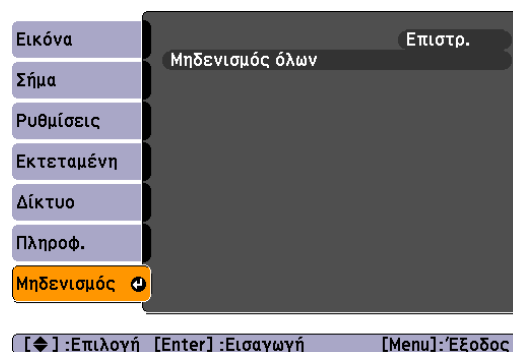 Εικόνα
Σήμα
Ρυθμίσεις
Εκτεταμένη
Δίκτυο
Πληροφ.
Μηδενισμός
Επιστρ.
Μηδενισμός όλων
[◆] :Επιλογή [Enter] :Εισαγωγή [Menu]:Έξοδος